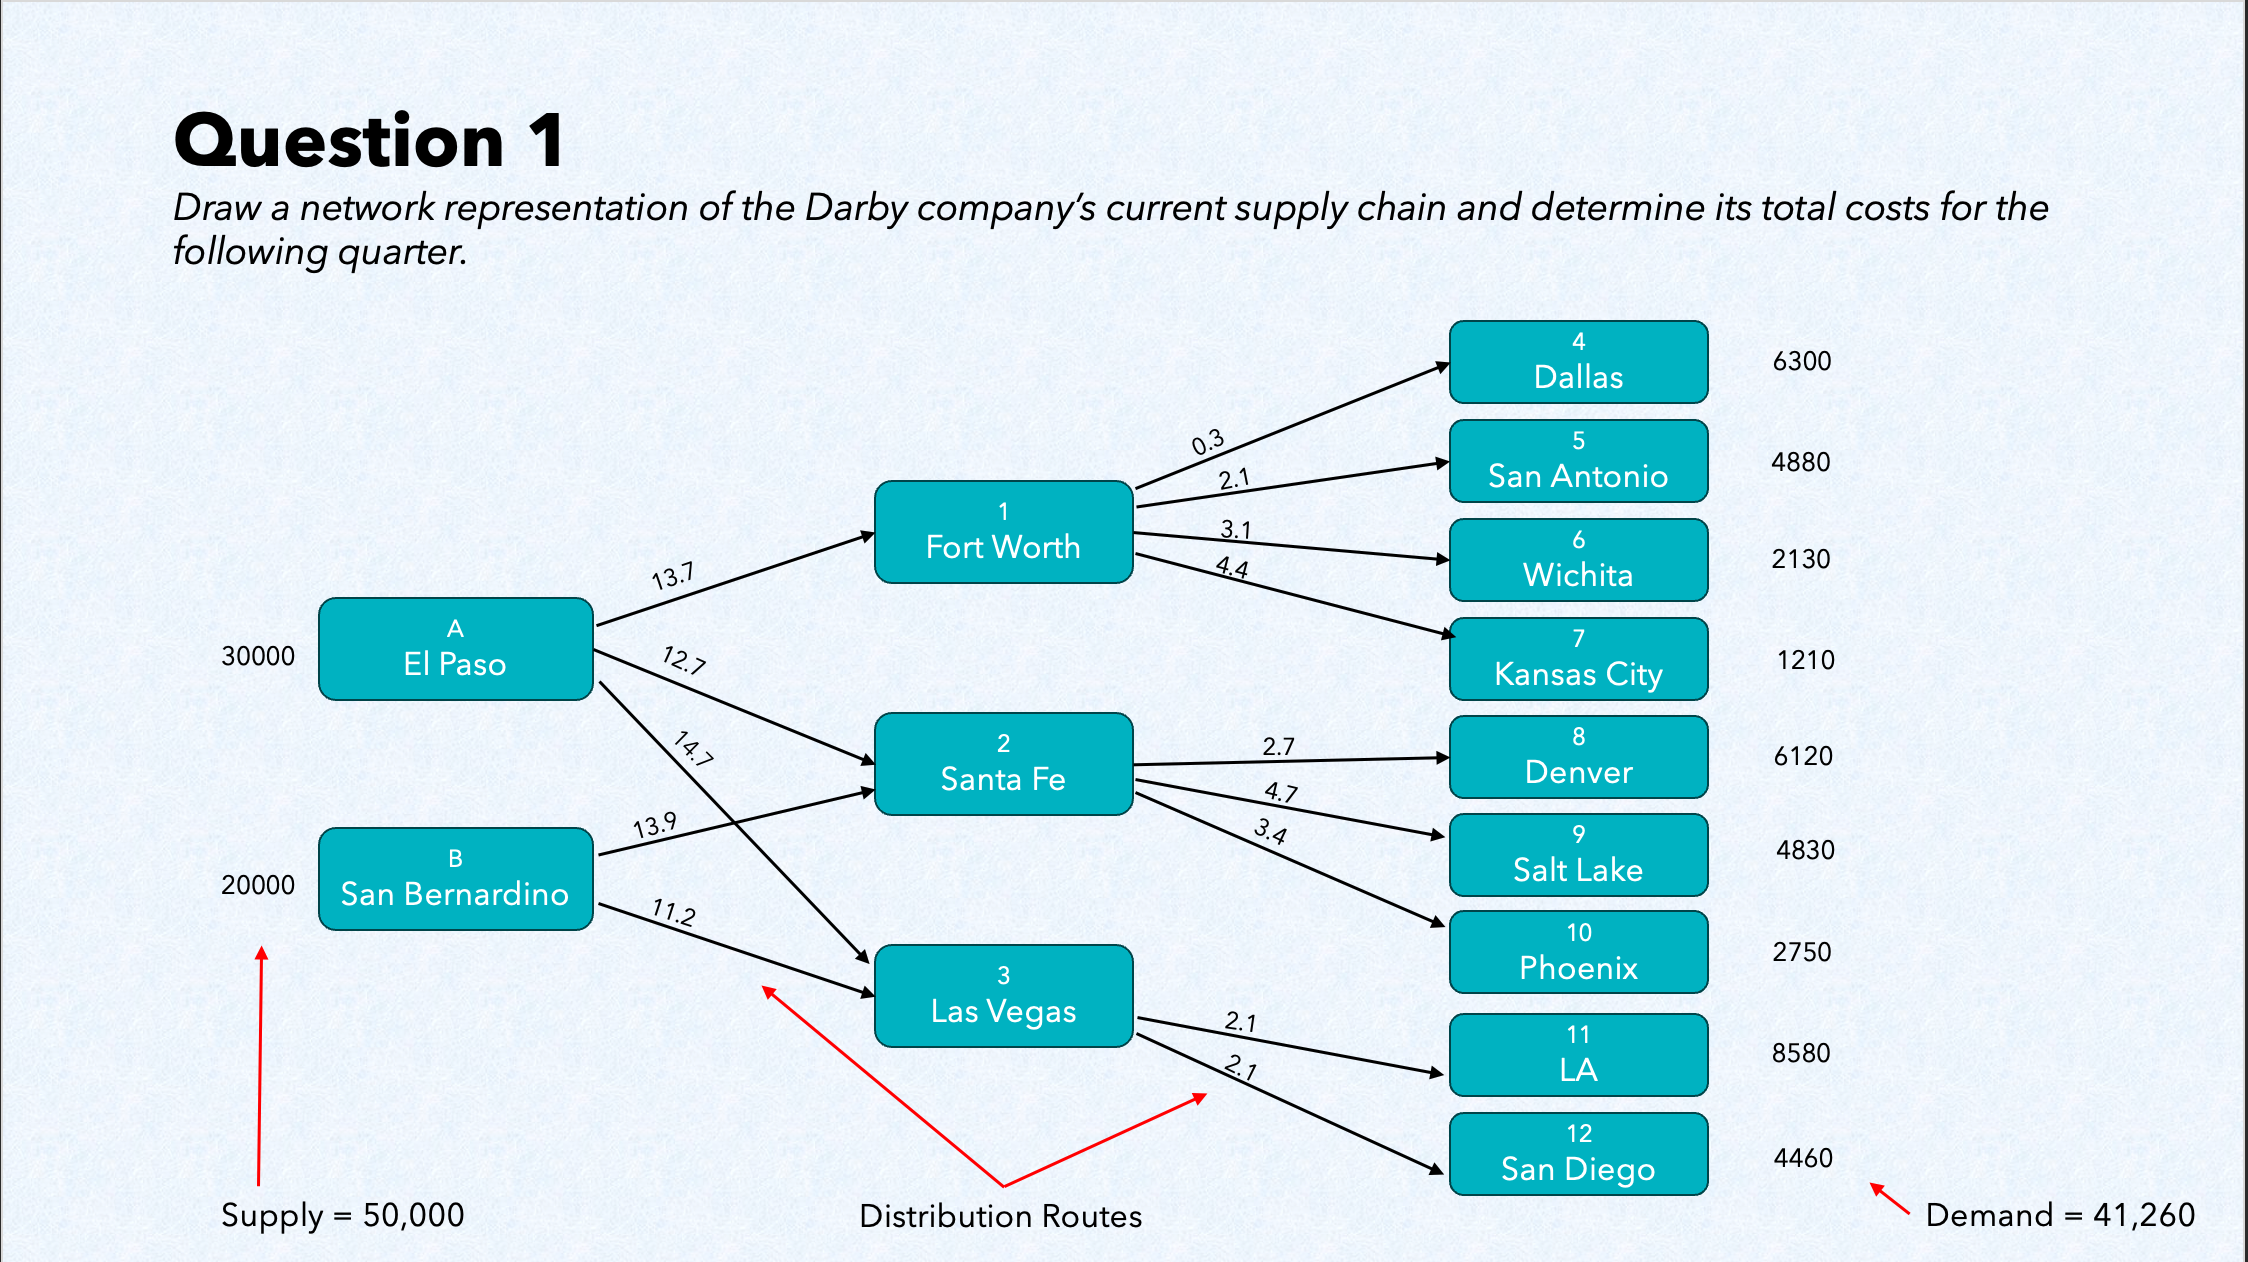 Question 1
Draw a network representation of the Darby company’s current supply chain and determine its total costs for the
following quarter.
4
Dallas
6300
0.3
5
San Antonio
4880
2.1
1
Fort Worth
3.1
6
Wichita
2130
4.4
13.7
A
El Paso
30000
7
Kansas City
1210
12.7
14.7
2
Santa Fe
2.7
8
Denver
6120
4.7
3.4
13.9
B
San Bernardino
20000
9
Salt Lake
4830
11.2
10
Phoenix
2750
3
Las Vegas
2.1
11
LA
8580
2.1
12
San Diego
4460
Supply = 50,000
Distribution Routes
Demand = 41,260